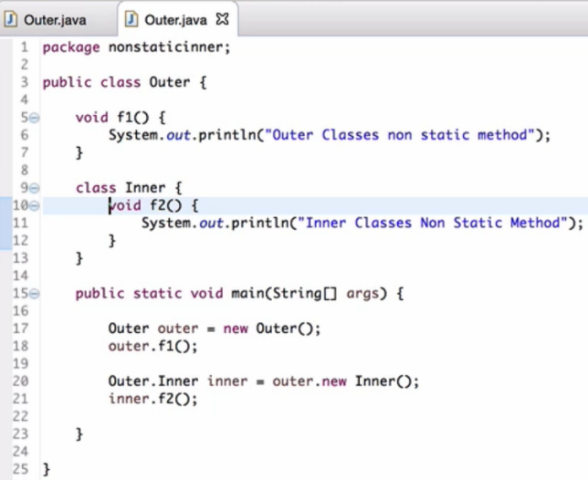 Outer.java Outer.java
1 package nonstaticinner;
2
3 public class Outer {
4
5 void f1() {
6 System.out.println("Outer Classes non static method");
7 }
8
9 class Inner {
10 void f2() {
11 System.out.println("Inner Classes Non Static Method");
12 }
13 }
14
15 public static void main(String[] args) {
16
17 Outer outer = new Outer();
18 outer.f1();
19
20 Outer.Inner inner = outer.new Inner();
21 inner.f2();
22
23 }
24
25 }